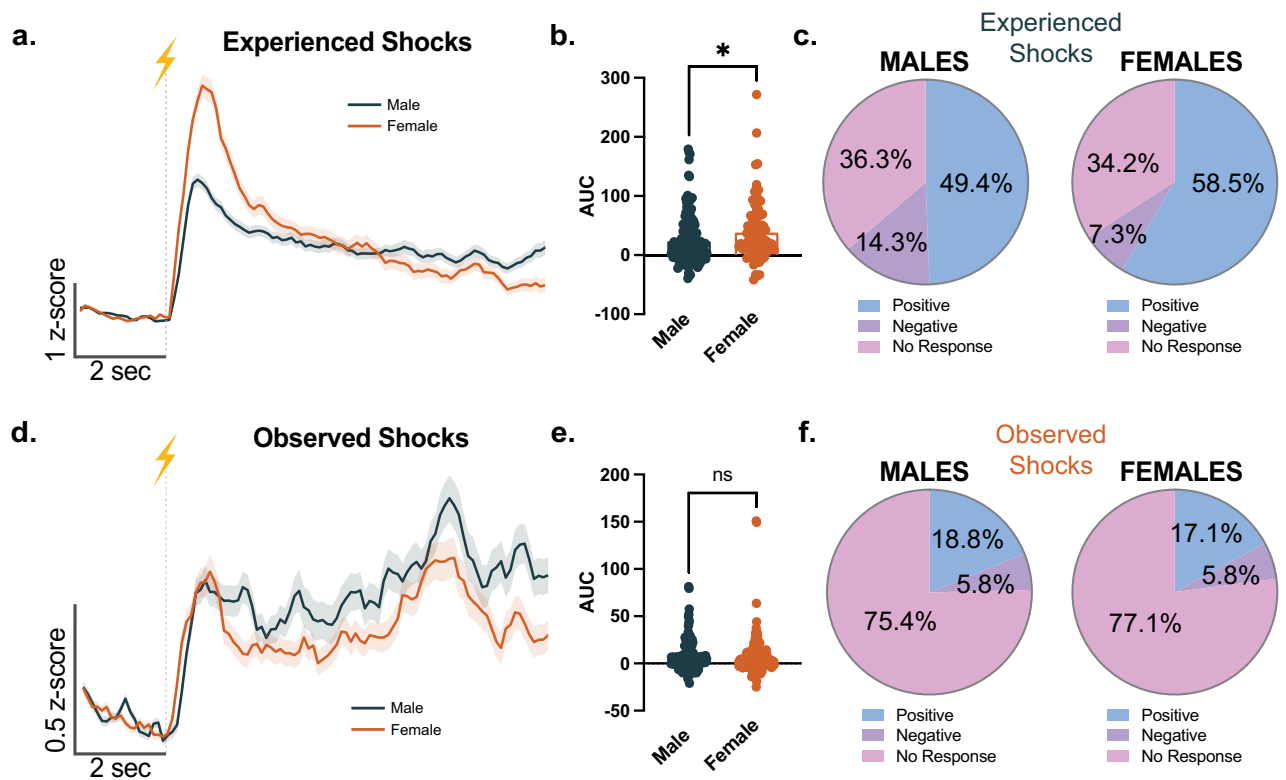 a.
Experienced Shocks
Male
Female
1 z-score
2 sec
b.
*
300
200
100
0
-100
AUC
Male
Female
c.
Experienced
Shocks
MALES
FEMALES
36.3%
49.4%
14.3%
34.2%
58.5%
7.3%
Positive
Negative
No Response
Positive
Negative
No Response
d.
Observed Shocks
Male
Female
0.5 z-score
2 sec
e.
ns
200
150
100
50
0
-50
AUC
Male
Female
f.
Observed
Shocks
MALES
FEMALES
18.8%
5.8%
75.4%
17.1%
5.8%
77.1%
Positive
Negative
No Response
Positive
Negative
No Response